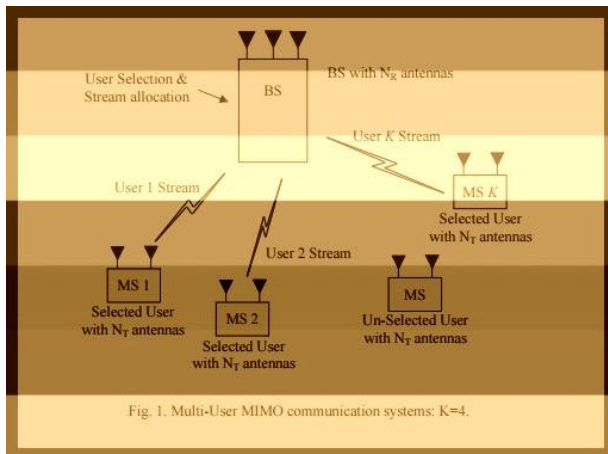 User Selection &
Stream allocation
BS
BS with N_R antennas
User K Stream
User 1 Stream
MS K
Selected User
with N_T antennas
User 2 Stream
MS 1
Selected User
with N_T antennas
MS 2
Selected User
with N_T antennas
MS
Un-Selected User
with N_T antennas
Fig. 1. Multi-User MIMO communication systems: K=4.